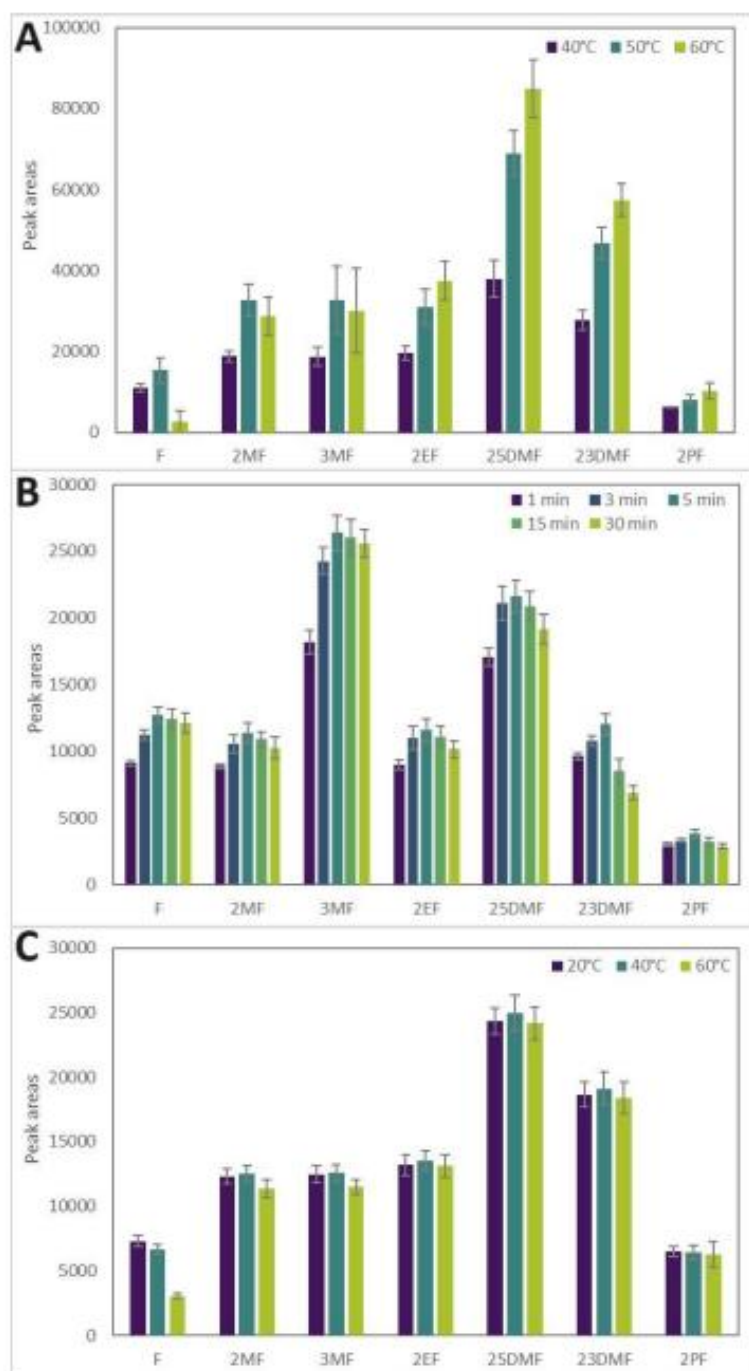 A
100000
40°C 50°C 60°C
80000
60000
Peak areas
40000
20000
0
F 2MF 3MF 2EF 25DMF 23DMF 2PF
B
30000
1 min 3 min 5 min
15 min 30 min
25000
20000
Peak areas
15000
10000
5000
0
F 2MF 3MF 2EF 25DMF 23DMF 2PF
C
30000
20°C 40°C 60°C
25000
20000
Peak areas
15000
10000
5000
0
F 2MF 3MF 2EF 25DMF 23DMF 2PF